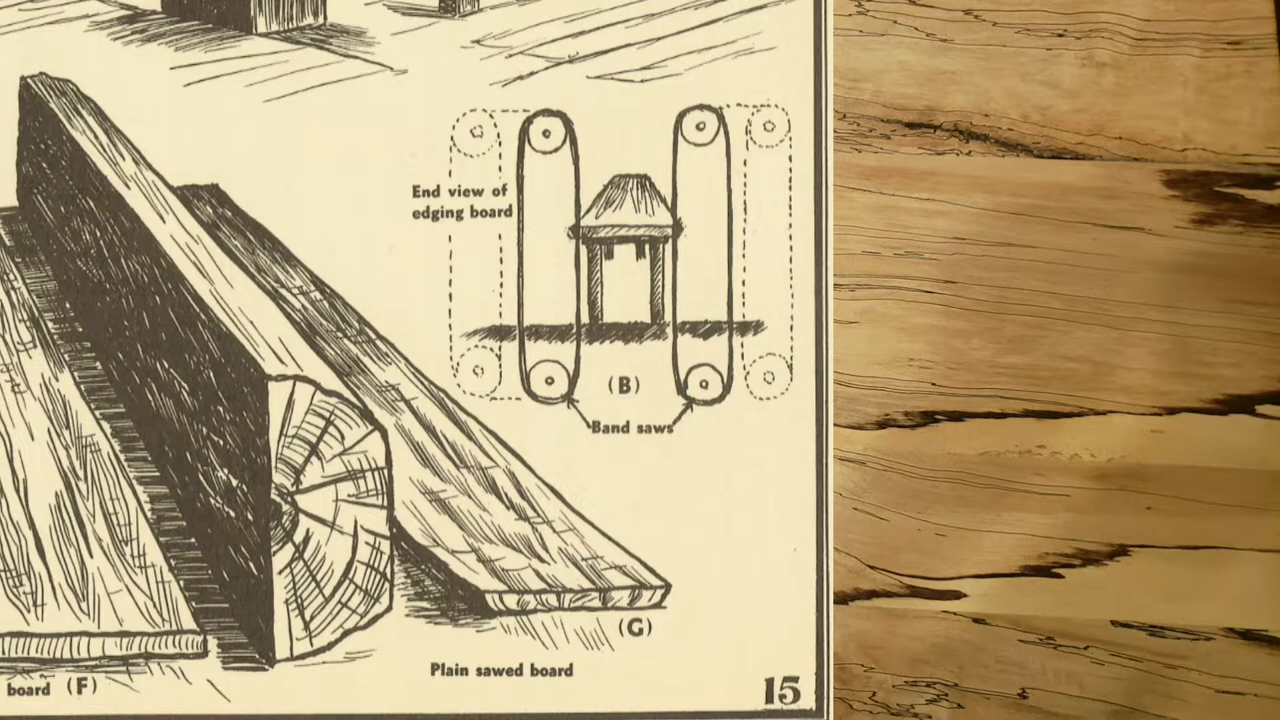 End view of
edging board
(B)
Band saws
(G)
Plain sawed board
board (F)
15